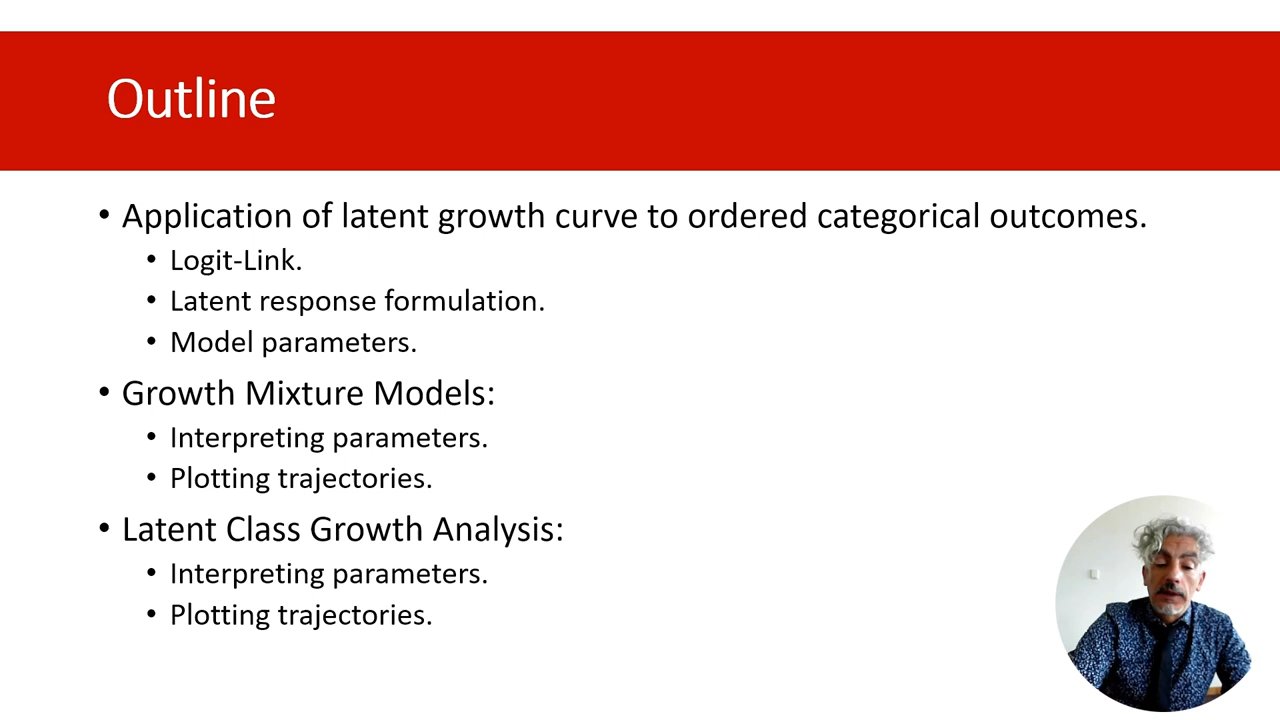 Outline
• Application of latent growth curve to ordered categorical outcomes.
• Logit-Link.
• Latent response formulation.
• Model parameters.
• Growth Mixture Models:
• Interpreting parameters.
• Plotting trajectories.
• Latent Class Growth Analysis:
• Interpreting parameters.
• Plotting trajectories.